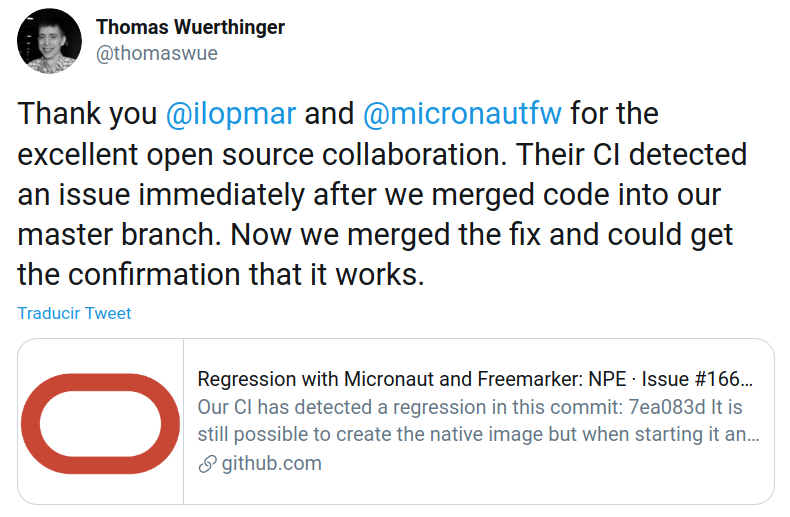 Thomas Wuerthinger
@thomaswue
Thank you @ilopmar and @micronautfw for the
excellent open source collaboration. Their CI detected
an issue immediately after we merged code into our
master branch. Now we merged the fix and could get
the confirmation that it works.
Traducir Tweet
Regression with Micronaut and Freemarker: NPE · Issue #166...
Our CI has detected a regression in this commit: 7ea083d It is
still possible to create the native image but when starting it an...
github.com